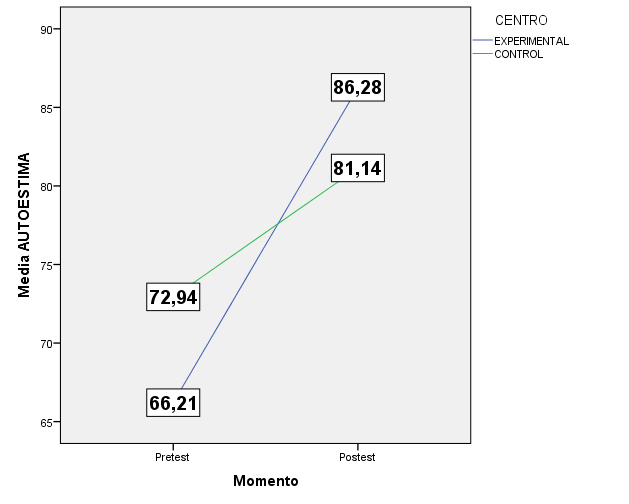 CENTRO
EXPERIMENTAL
CONTROL
90
85
80
75
70
65
Media AUTOESTIMA
86,28
81,14
72,94
66,21
Pretest
Postest
Momento